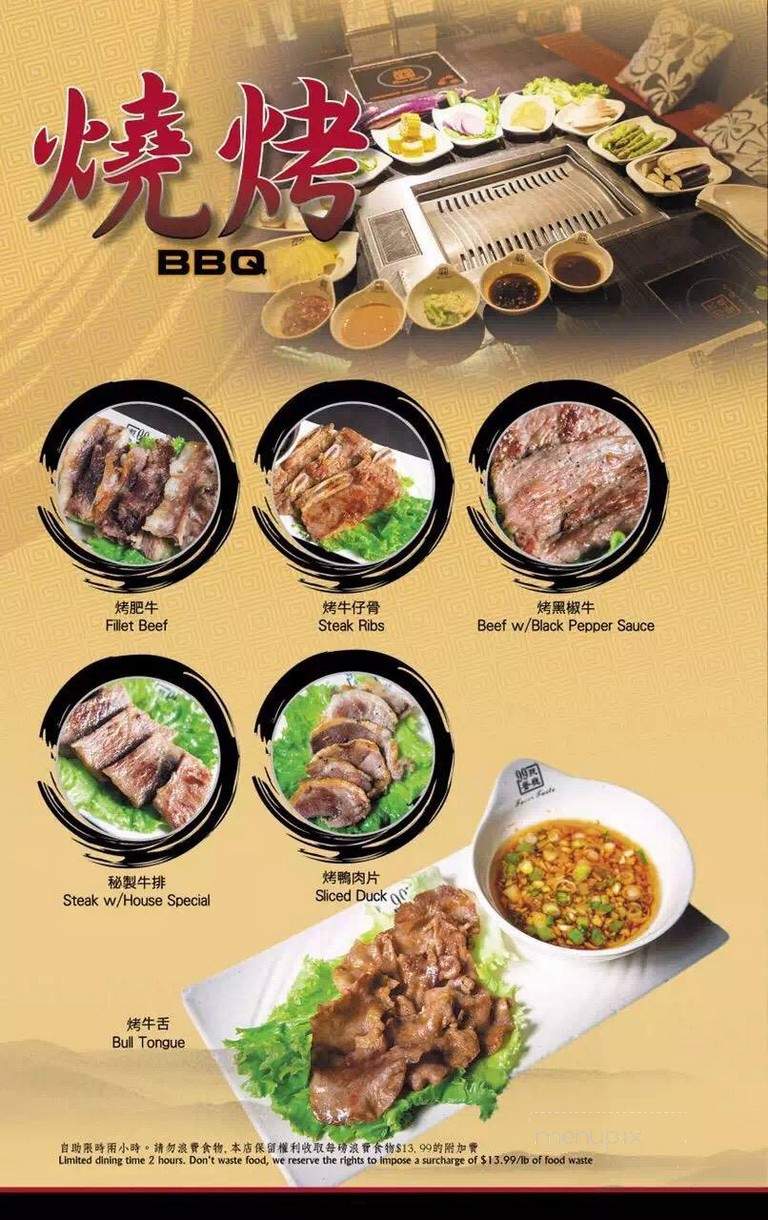 燒烤
BBQ
烤肥牛
Fillet Beef
烤牛仔骨
Steak Ribs
烤黑椒牛
Beef w/Black Pepper Sauce
秘製牛排
Steak w/House Special
烤鴨肉片
Sliced Duck
99
烤牛舌
Bull Tongue
menupix
自助限時兩小時。請勿浪費食物,本店保留權利收取每磅浪費食物$13.99的附加費
Limited dining time 2 hours. Don't waste food, we reserve the rights to impose a surcharge of $13.99/lb of food waste